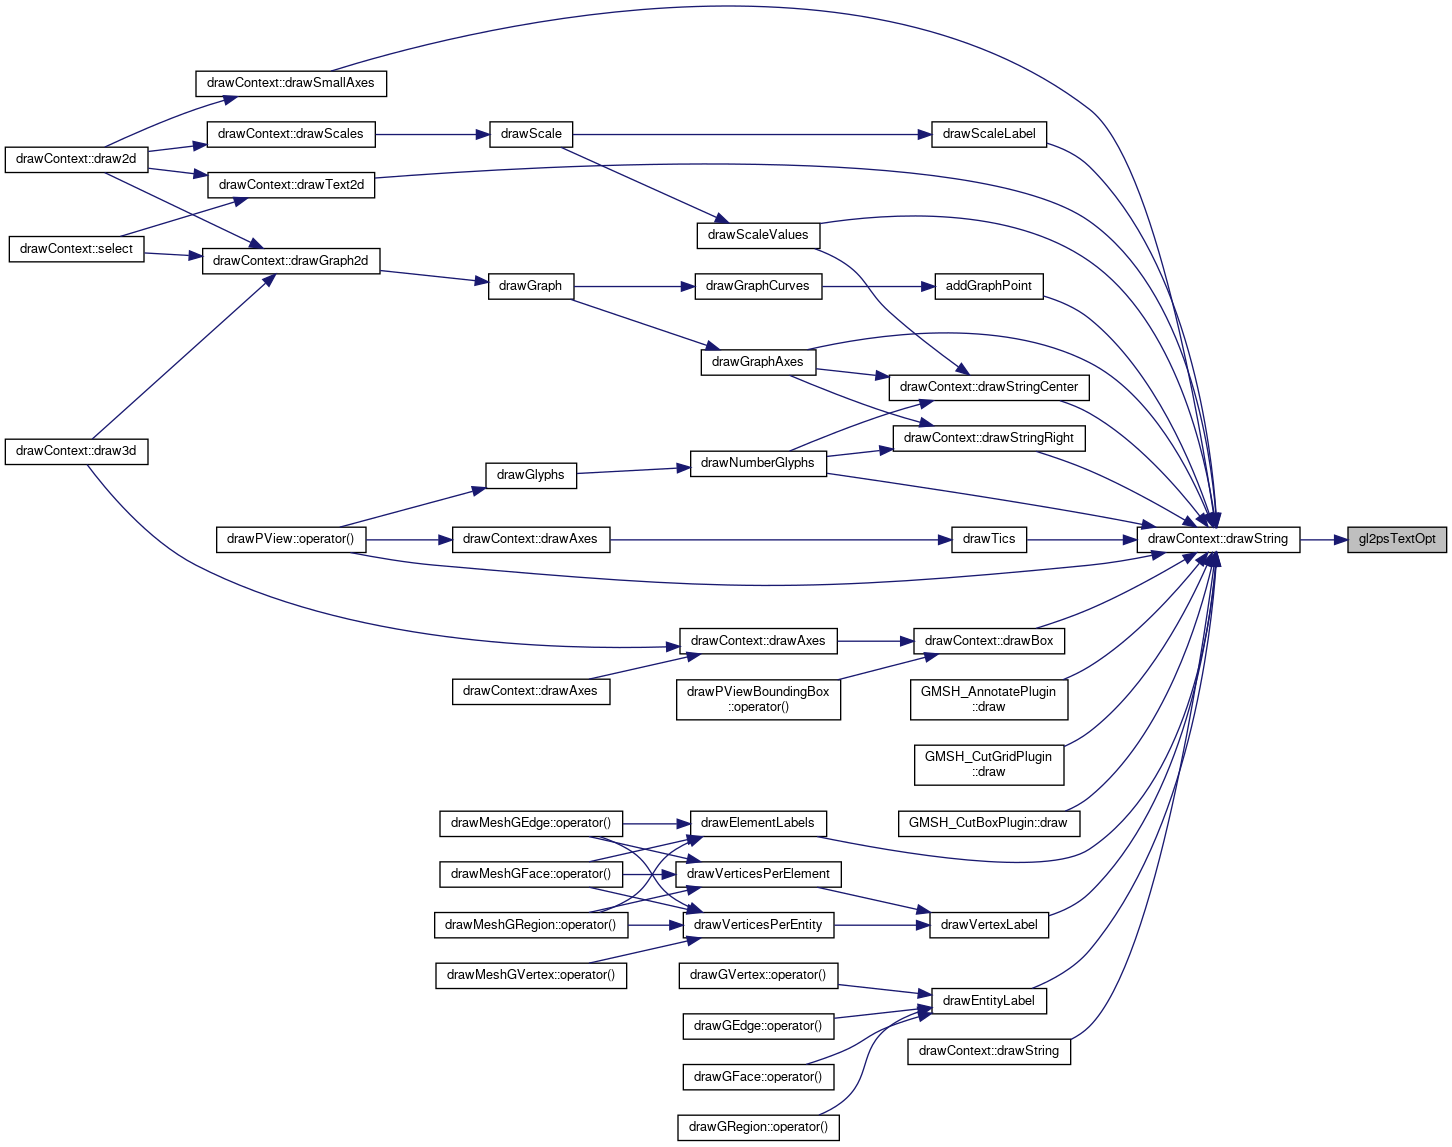 drawContext::drawSmallAxes
drawContext::drawScales
drawScale
drawScaleLabel
drawContext::draw2d
drawContext::drawText2d
drawScaleValues
drawContext::select
drawContext::drawGraph2d
drawGraph
drawGraphCurves
addGraphPoint
drawGraphAxes
drawContext::drawStringCenter
drawContext::drawStringRight
drawContext::draw3d
drawNumberGlyphs
drawGlyphs
drawPView::operator()
drawContext::drawAxes
drawTics
drawContext::drawString
gl2psTextOpt
drawContext::drawAxes
drawContext::drawBox
drawContext::drawAxes
drawPViewBoundingBox
::operator()
GMSH_AnnotatePlugin
::draw
GMSH_CutGridPlugin
::draw
drawMeshGEdge::operator()
drawElementLabels
GMSH_CutBoxPlugin::draw
drawMeshGFace::operator()
drawVerticesPerElement
drawMeshGRegion::operator()
drawVerticesPerEntity
drawVertexLabel
drawMeshGVertex::operator()
drawGVertex::operator()
drawEntityLabel
drawGEdge::operator()
drawContext::drawString
drawGFace::operator()
drawGRegion::operator()